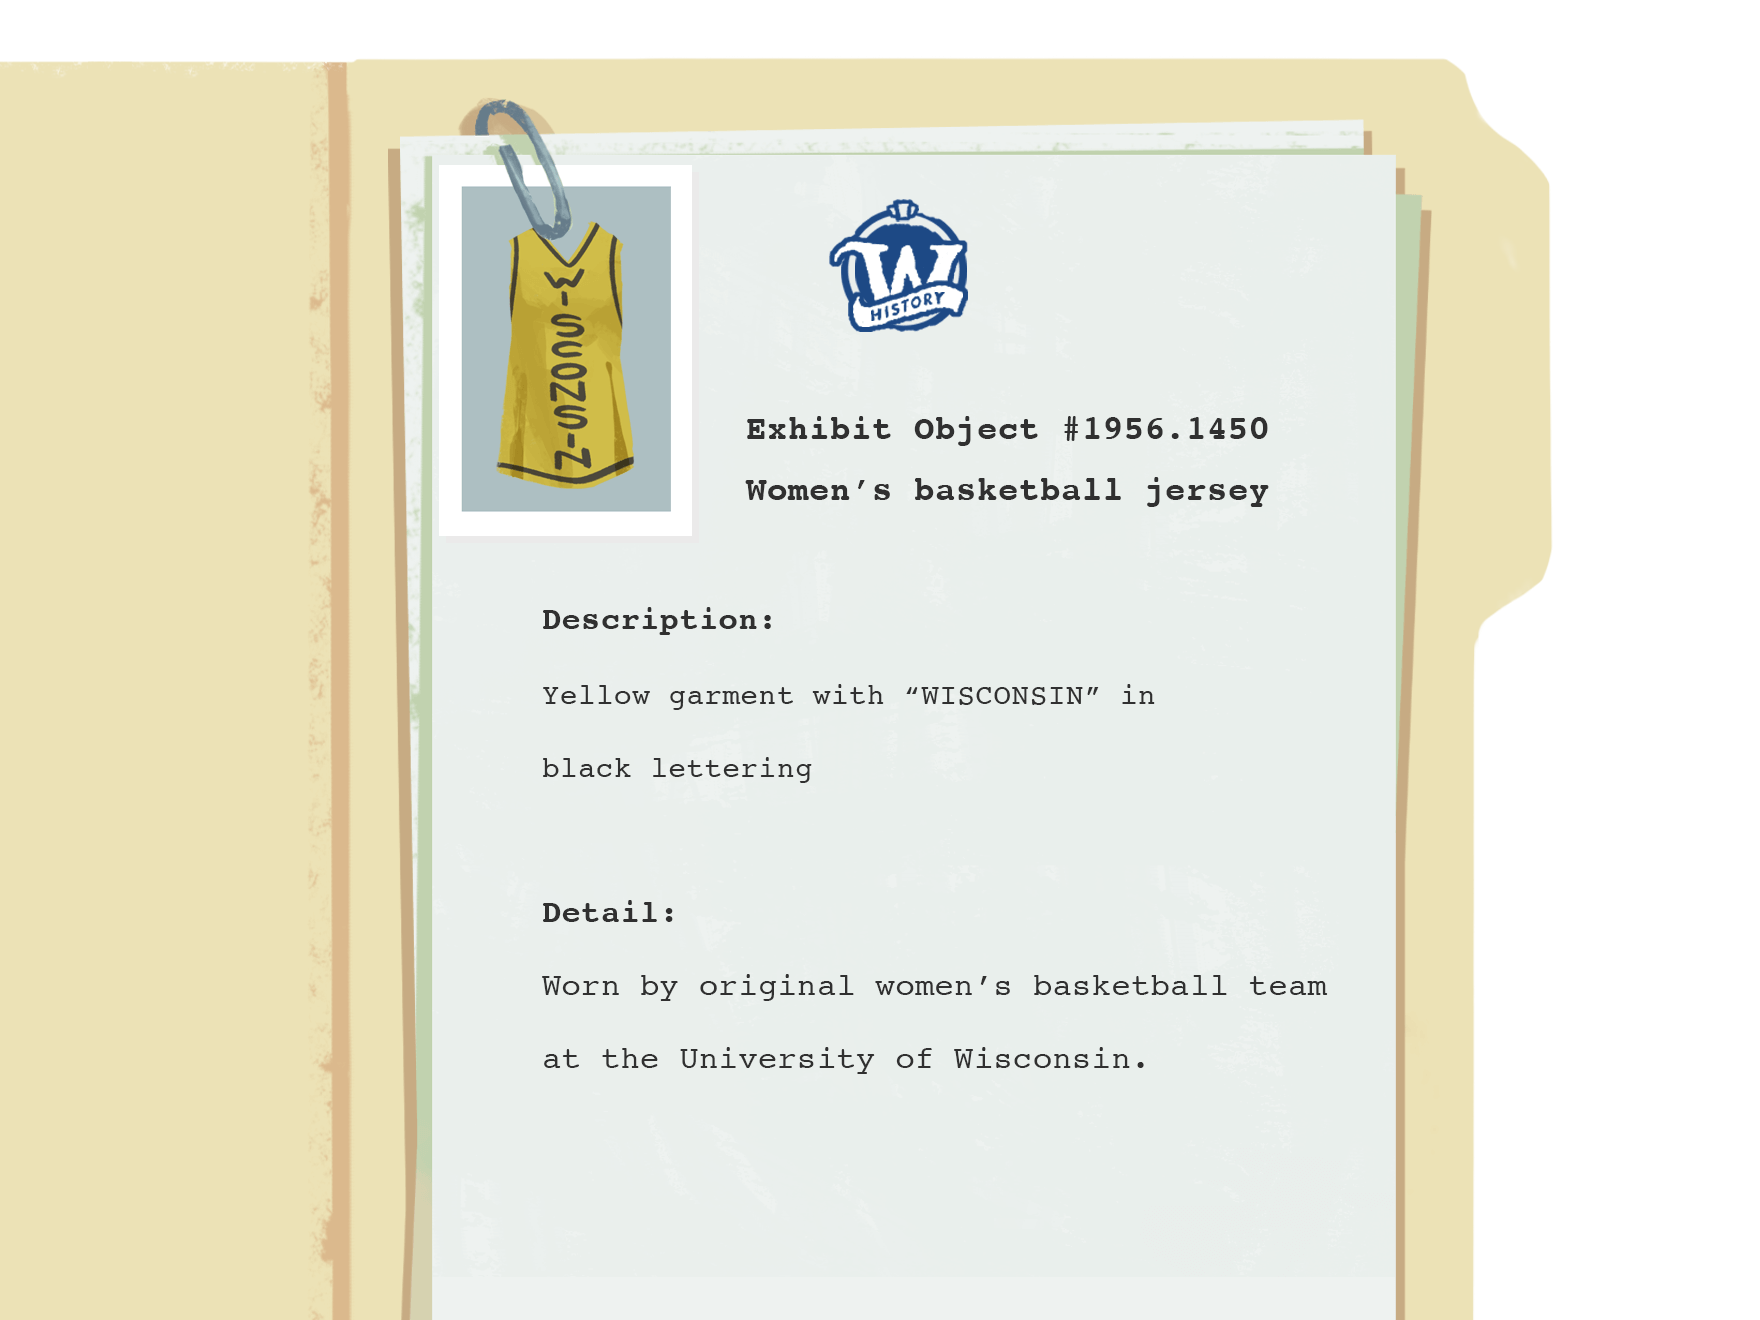 WISCONSIN
W
HISTORY
Exhibit Object #1956.1450
Women’s basketball jersey
Description:
Yellow garment with “WISCONSIN” in
black lettering
Detail:
Worn by original women’s basketball team
at the University of Wisconsin.